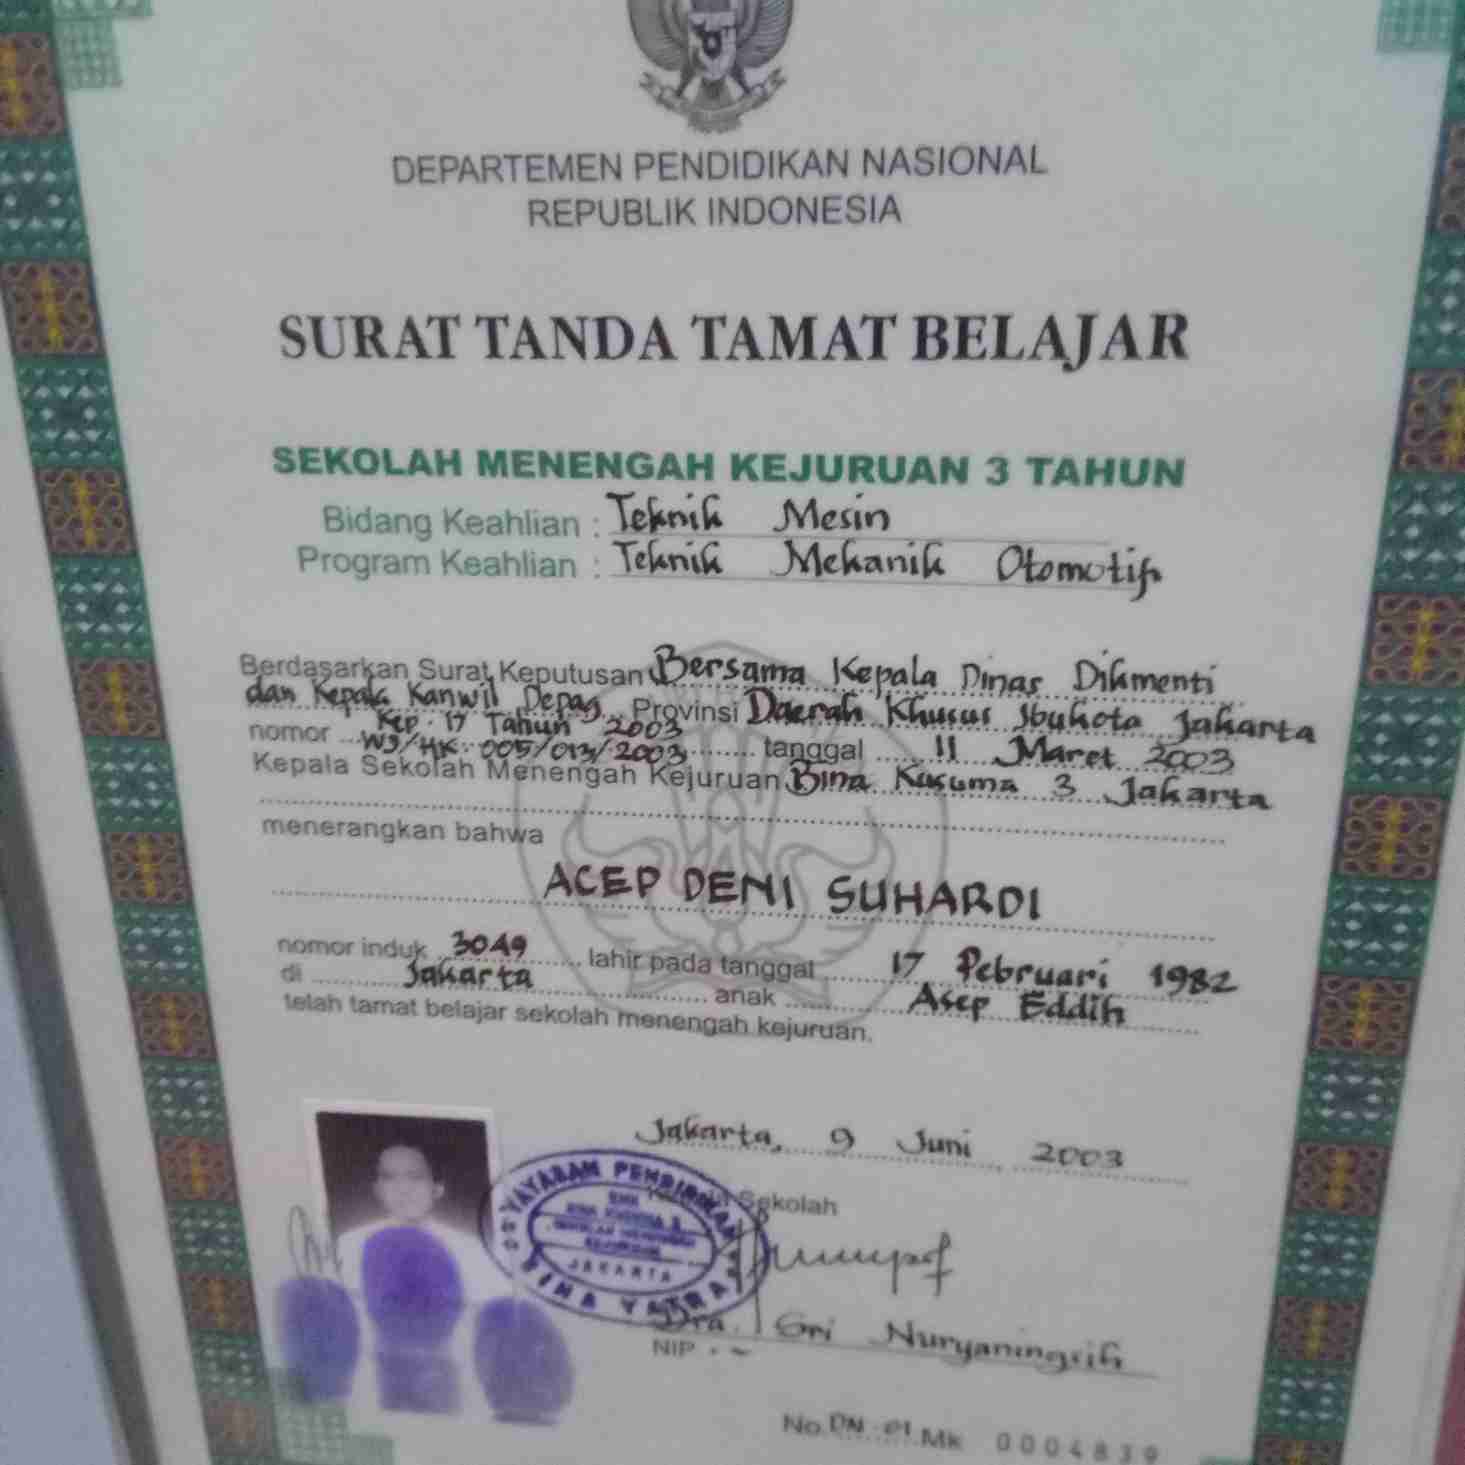 DEPARTEMEN PENDIDIKAN NASIONAL
REPUBLIK INDONESIA
SURAT TANDA TAMAT BELAJAR
SEKOLAH MENENGAH KEJURUAN 3 TAHUN
Bidang Keahlian : Teknik Mesin
Program Keahlian : Teknik Mekanik Otomotif
Berdasarkan Surat Keputusan Bersama Kepala Dinas Dikmenti
dan Kepala Kanwil Depag Provinsi Daerah Khusus Ibukota Jakarta
Kep. 17 Tahun 2003
nomor W9/HK.005/013/2003 tanggal 11 Maret 2003
Kepala Sekolah Menengah Kejuruan Bina Kusuma 3 Jakarta
menerangkan bahwa
ACEP DENI SUHARDI
nomor induk 3049 lahir pada tanggal 17 Februari 1982
di Jakarta anak Asep Eddih
telah tamat belajar sekolah menengah kejuruan.
Jakarta, 9 Juni 2003
Kepala Sekolah
YAYASAN PENDIDIKAN
SMK
JAKARTA
Dra. Sri Nuryaningsih
NIP. -
No. DN-01 Mk 0004839